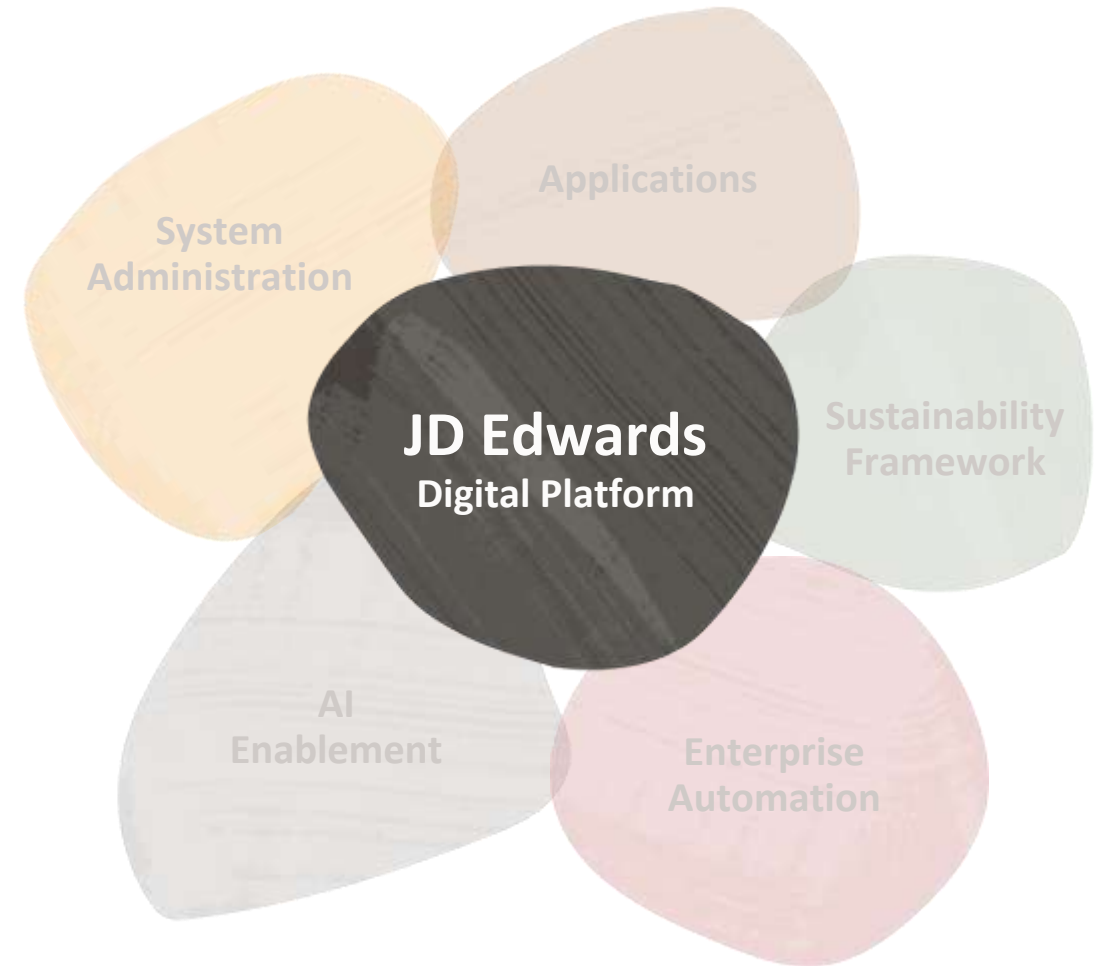 Applications
System
Administration
Sustainability
Framework
JD Edwards
Digital Platform
AI
Enablement
Enterprise
Automation